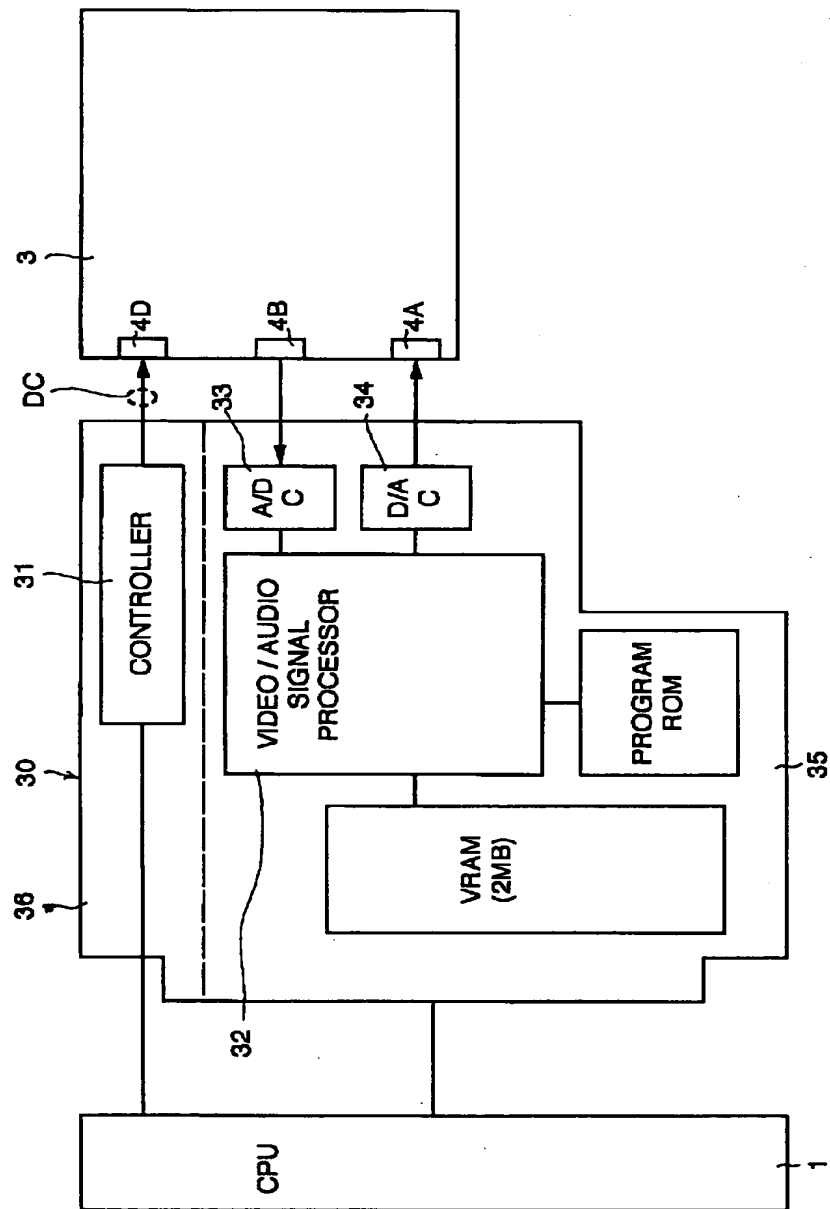 3
4D
4B
4A
DC
33
34
A/D
C
D/A
C
31
CONTROLLER
VIDEO / AUDIO
SIGNAL
PROCESSOR
PROGRAM
ROM
30
35
36
VRAM
(2MB)
32
CPU
1